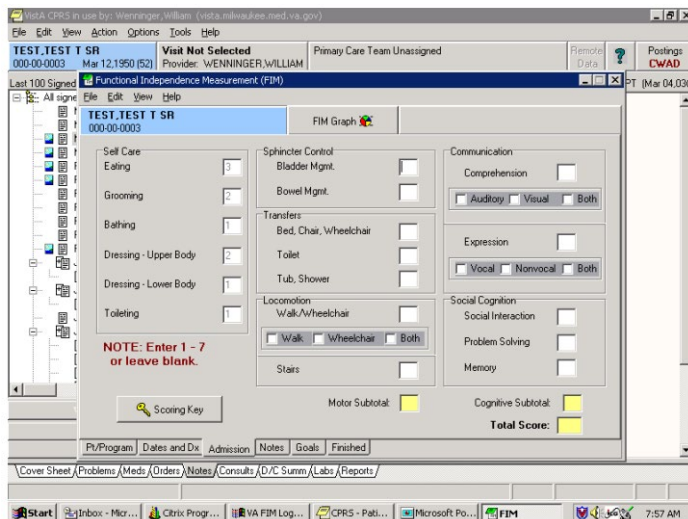 VistA CPRS in use by: Wenninger,William (vista.milwaukee.med.va.gov)
File Edit View Action Options Tools Help
TEST,TEST T SR
000-00-0003 Mar 12,1950 (52)
Visit Not Selected
Provider: WENNINGER,WILLIAM
Primary Care Team Unassigned
Remote
Data
?
Postings
CWAD
Last 100 Signed
PT (Mar 04,03
All signe
Functional Independence Measurement (FIM)
File Edit View Help
TEST,TEST T SR
000-00-0003
FIM Graph
Self Care
Eating 3
Grooming 2
Bathing 1
Dressing - Upper Body 2
Dressing - Lower Body 1
Toileting 1
NOTE: Enter 1 - 7
or leave blank.
Scoring Key
Sphincter Control
Bladder Mgmt.
Bowel Mgmt.
Transfers
Bed, Chair, Wheelchair
Toilet
Tub, Shower
Locomotion
Walk/Wheelchair
Walk Wheelchair Both
Stairs
Motor Subtotal:
Communication
Comprehension
Auditory Visual Both
Expression
Vocal Nonvocal Both
Social Cognition
Social Interaction
Problem Solving
Memory
Cognitive Subtotal:
Total Score:
Pt/Program Dates and Dx Admission Notes Goals Finished
Cover Sheet Problems Meds Orders Notes Consults D/C Summ Labs Reports
Start Inbox - Micr... Citrix Progr... VA FIM Log... CPRS - Pati... Microsoft Po... FIM 7:57 AM